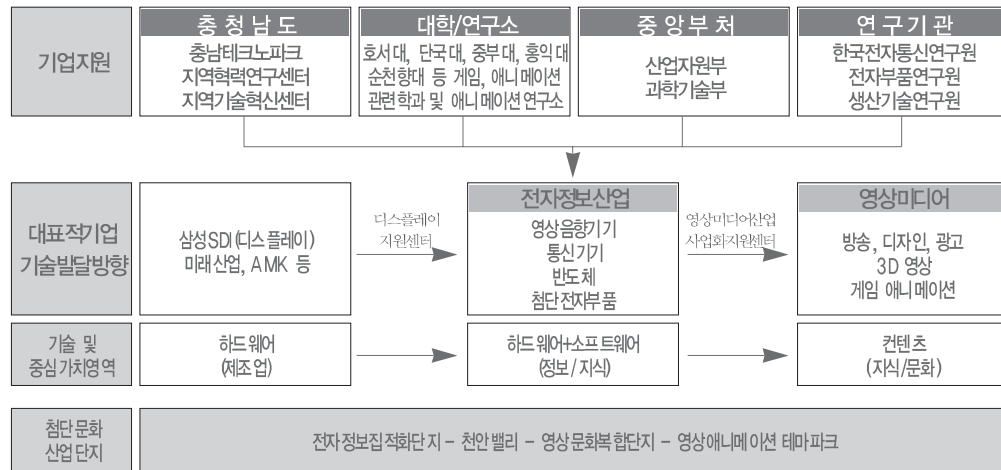 기업지원
충청남도
충남테크노파크
지역혁력연구센터
지역기술혁신센터
대학/연구소
호서대, 단국대, 중부대, 홍익대
순천향대 등 게임, 애니메이션
관련학과 및 애니메이션연구소
중앙부처
산업자원부
과학기술부
연구기관
한국전자통신연구원
전자부품연구원
생산기술연구원
대표적기업
기술발달방향
삼성SDI(디스플레이)
미래산업, AMK 등
디스플레이
지원센터
전자정보산업
영상음향기기
통신기기
반도체
첨단전자부품
영상미디어산업
사업화지원센터
영상미디어
방송, 디자인, 광고
3D 영상
게임 애니메이션
기술 및
중심가치영역
하드웨어
(제조업)
하드웨어+소프트웨어
(정보/지식)
컨텐츠
(지식/문화)
첨단문화
산업단지
전자정보집적화단지 – 천안밸리 – 영상문화복합단지 – 영상애니메이션 테마파크